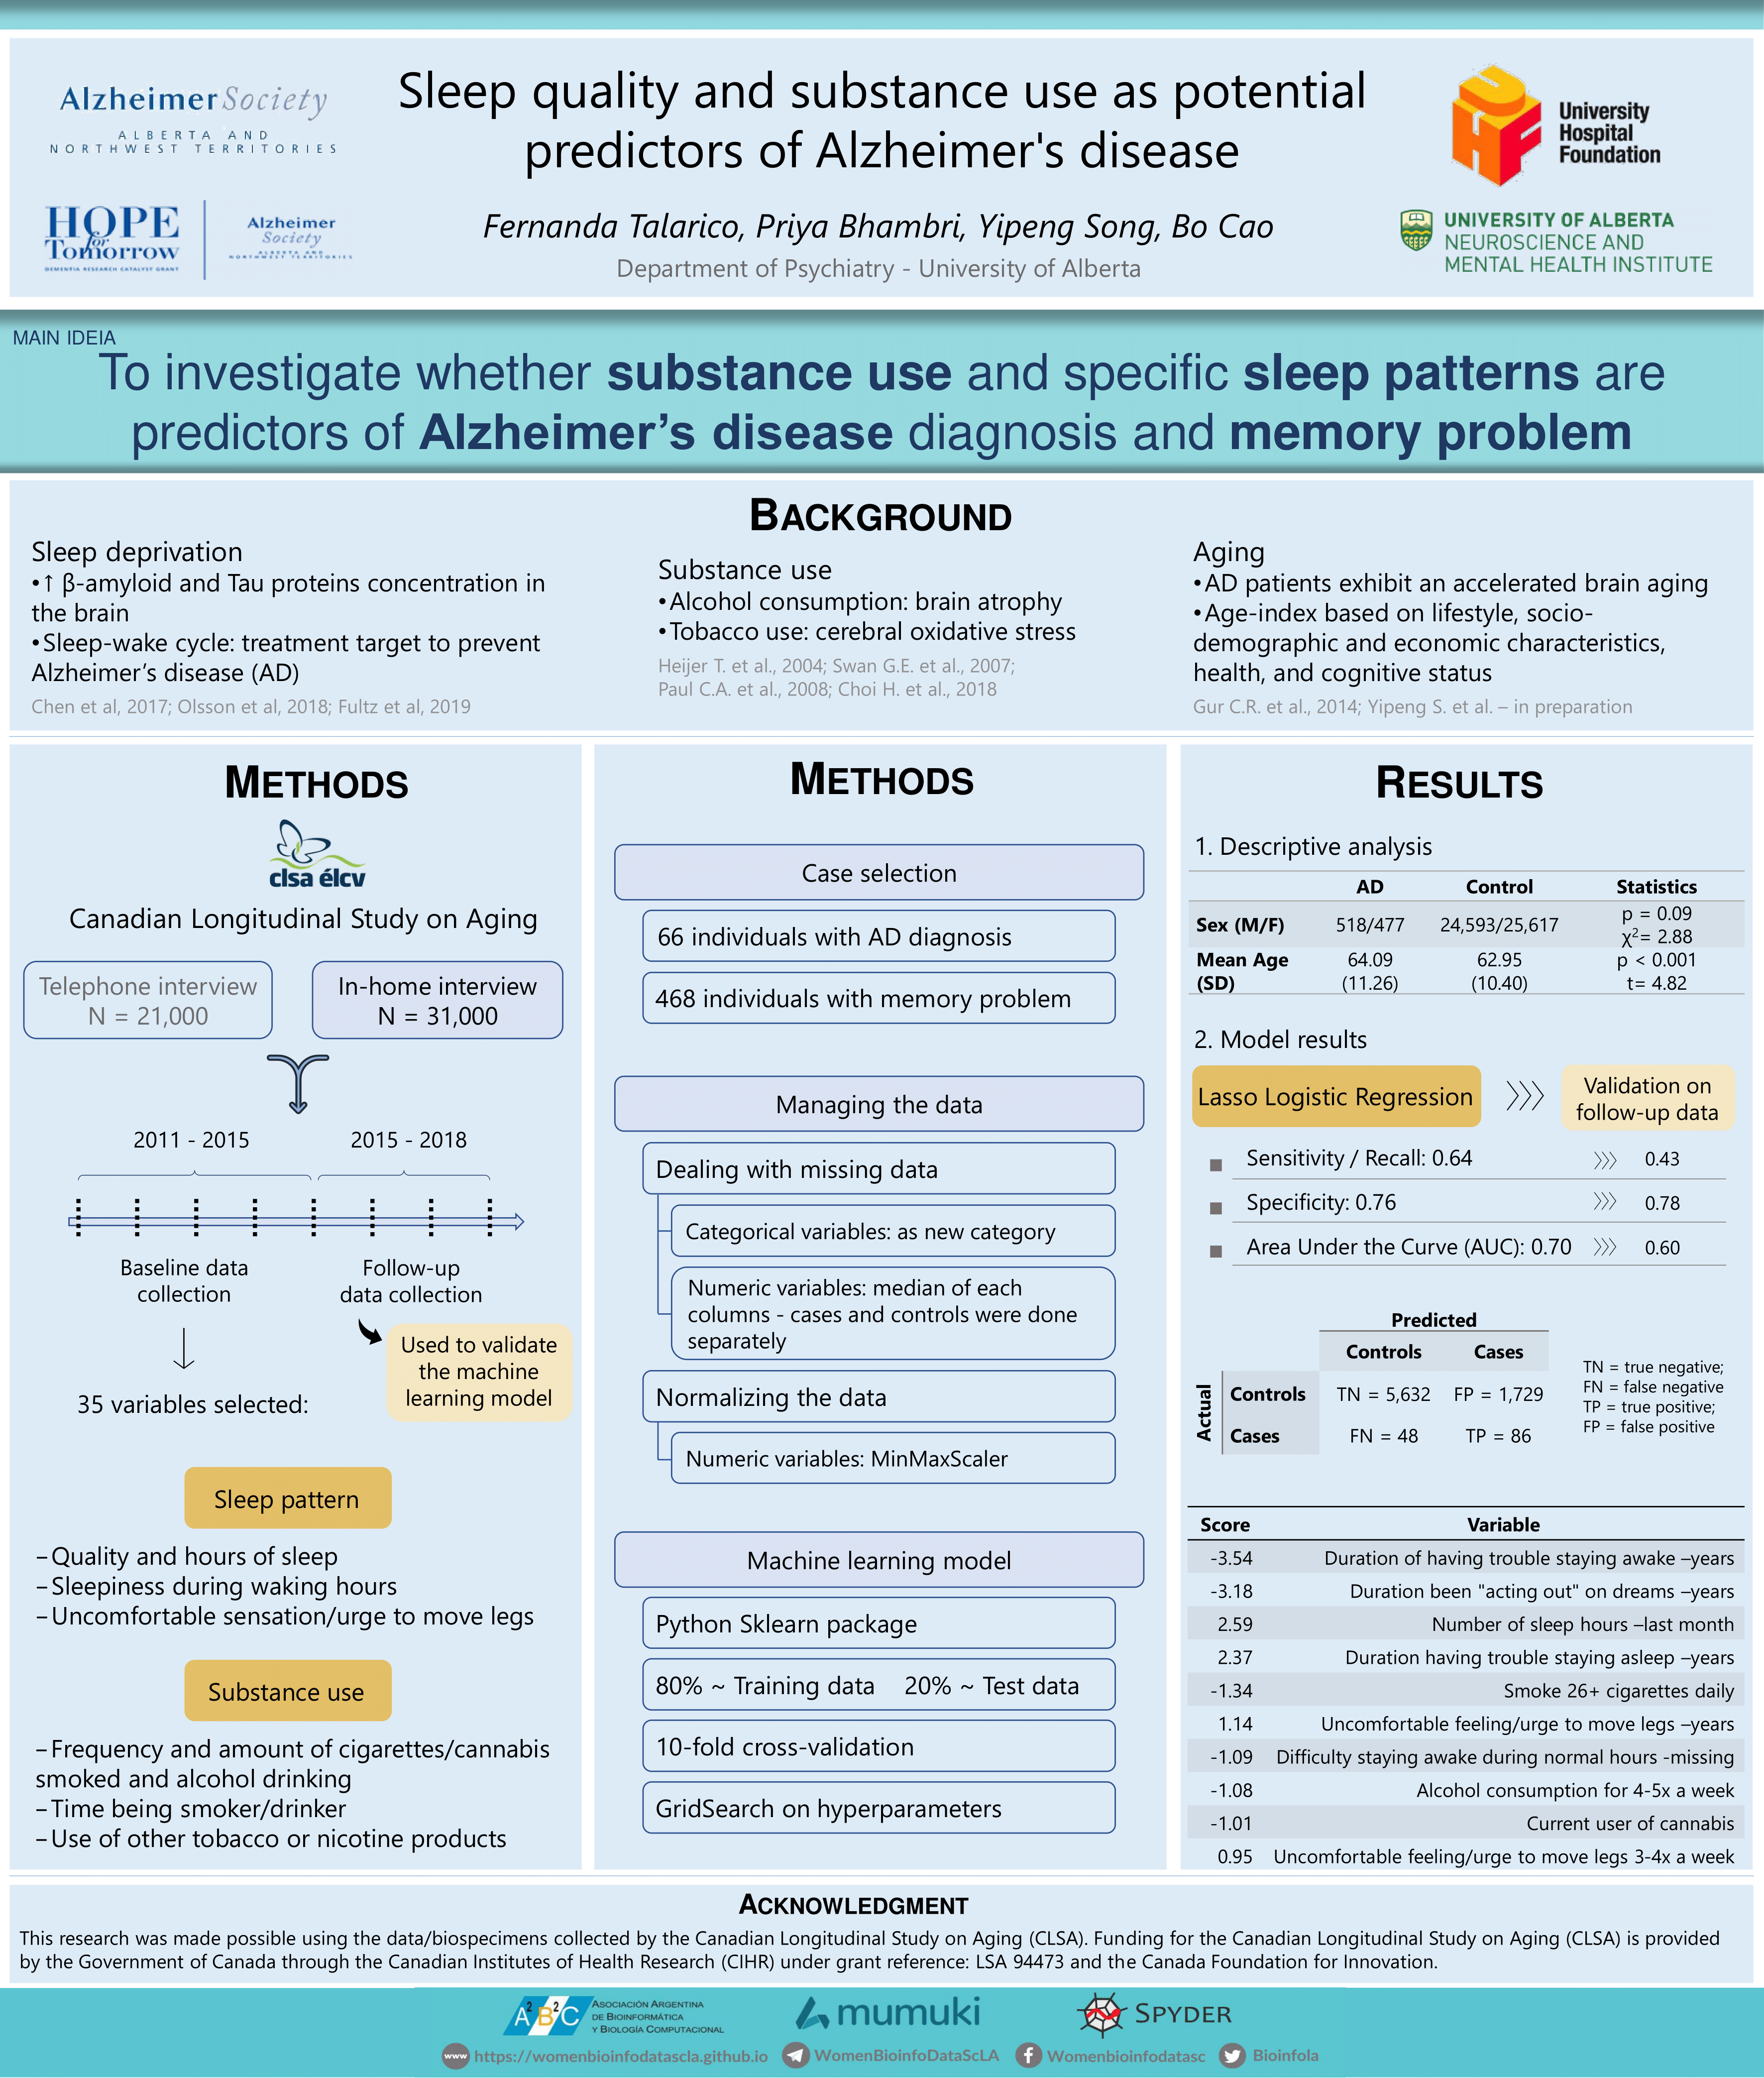 Alzheimer Society
ALBERTA AND
NORTHWEST TERRITORIES
HOPE
for
Tomorrow
DEMENTIA RESEARCH CATALYST GRANT
Alzheimer
Society
ALBERTA AND
NORTHWEST TERRITORIES
Sleep quality and substance use as potential
predictors of Alzheimer's disease
Fernanda Talarico, Priya Bhambri, Yipeng Song, Bo Cao
Department of Psychiatry - University of Alberta
UHF
University
Hospital
Foundation
UNIVERSITY OF ALBERTA
NEUROSCIENCE AND
MENTAL HEALTH INSTITUTE
MAIN IDEIA
To investigate whether substance use and specific sleep patterns are
predictors of Alzheimer’s disease diagnosis and memory problem
BACKGROUND
Sleep deprivation
•↑ β-amyloid and Tau proteins concentration in
the brain
•Sleep-wake cycle: treatment target to prevent
Alzheimer’s disease (AD)
Chen et al, 2017; Olsson et al, 2018; Fultz et al, 2019
Substance use
•Alcohol consumption: brain atrophy
•Tobacco use: cerebral oxidative stress
Heijer T. et al., 2004; Swan G.E. et al., 2007;
Paul C.A. et al., 2008; Choi H. et al., 2018
Aging
•AD patients exhibit an accelerated brain aging
•Age-index based on lifestyle, socio-
demographic and economic characteristics,
health, and cognitive status
Gur C.R. et al., 2014; Yipeng S. et al. – in preparation
METHODS
clsa élcv
Canadian Longitudinal Study on Aging
Telephone interview
N = 21,000
In-home interview
N = 31,000
2011 - 2015
2015 - 2018
Baseline data
collection
Follow-up
data collection
Used to validate
the machine
learning model
35 variables selected:
Sleep pattern
–Quality and hours of sleep
–Sleepiness during waking hours
–Uncomfortable sensation/urge to move legs
Substance use
–Frequency and amount of cigarettes/cannabis
smoked and alcohol drinking
–Time being smoker/drinker
–Use of other tobacco or nicotine products
METHODS
Case selection
66 individuals with AD diagnosis
468 individuals with memory problem
Managing the data
Dealing with missing data
Categorical variables: as new category
Numeric variables: median of each
columns - cases and controls were done
separately
Normalizing the data
Numeric variables: MinMaxScaler
Machine learning model
Python Sklearn package
80% ~ Training data 20% ~ Test data
10-fold cross-validation
GridSearch on hyperparameters
RESULTS
1. Descriptive analysis
AD Control Statistics
Sex (M/F) 518/477 24,593/25,617 p = 0.09
χ²= 2.88
Mean Age 64.09 62.95 p < 0.001
(SD) (11.26) (10.40) t= 4.82
2. Model results
Lasso Logistic Regression
Validation on
follow-up data
Sensitivity / Recall: 0.64 0.43
Specificity: 0.76 0.78
Area Under the Curve (AUC): 0.70 0.60
Predicted
Controls Cases
Actual
Controls TN = 5,632 FP = 1,729
Cases FN = 48 TP = 86
TN = true negative;
FN = false negative
TP = true positive;
FP = false positive
Score Variable
-3.54 Duration of having trouble staying awake –years
-3.18 Duration been "acting out" on dreams –years
2.59 Number of sleep hours –last month
2.37 Duration having trouble staying asleep –years
-1.34 Smoke 26+ cigarettes daily
1.14 Uncomfortable feeling/urge to move legs –years
-1.09 Difficulty staying awake during normal hours -missing
-1.08 Alcohol consumption for 4-5x a week
-1.01 Current user of cannabis
0.95 Uncomfortable feeling/urge to move legs 3-4x a week
ACKNOWLEDGMENT
This research was made possible using the data/biospecimens collected by the Canadian Longitudinal Study on Aging (CLSA). Funding for the Canadian Longitudinal Study on Aging (CLSA) is provided
by the Government of Canada through the Canadian Institutes of Health Research (CIHR) under grant reference: LSA 94473 and the Canada Foundation for Innovation.
A²B²C
ASOCIACIÓN ARGENTINA
DE BIOINFORMÁTICA
Y BIOLOGÍA COMPUTACIONAL
mumuki
SPYDER
www https://womenbioinfodatascla.github.io
WomenBioinfoDataScLA
Womenbioinfodatasc
Bioinfola